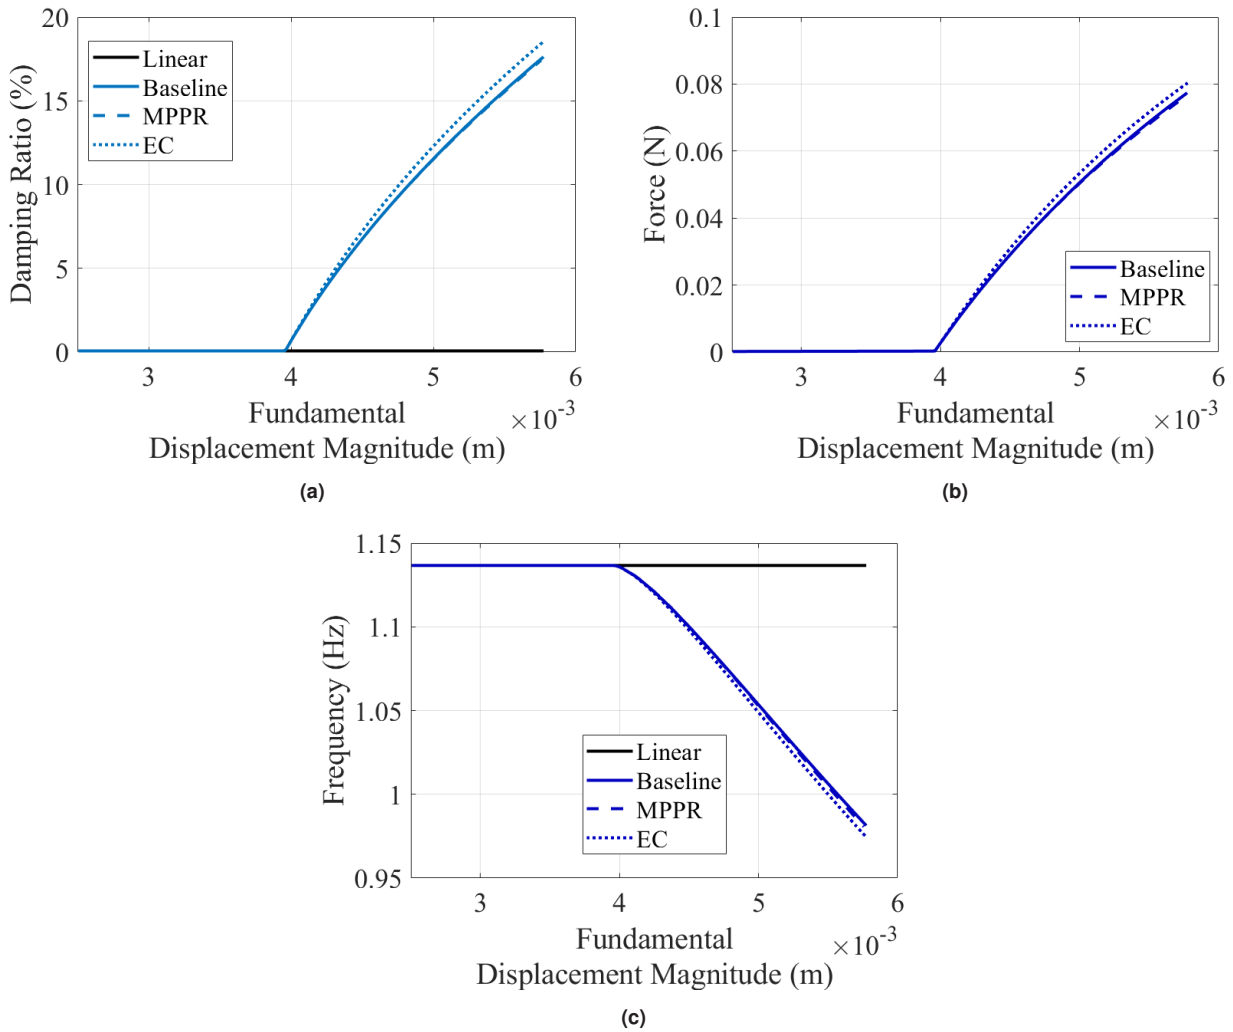 20
15
10
5
0
Damping Ratio (%)
Linear
Baseline
MPPR
EC
3 4 5 6
×10-3
Fundamental
Displacement Magnitude (m)
(a)
0.1
0.08
0.06
0.04
0.02
0
Force (N)
Baseline
MPPR
EC
3 4 5 6
×10-3
Fundamental
Displacement Magnitude (m)
(b)
1.15
1.1
1.05
1
0.95
Frequency (Hz)
Linear
Baseline
MPPR
EC
3 4 5 6
×10-3
Fundamental
Displacement Magnitude (m)
(c)